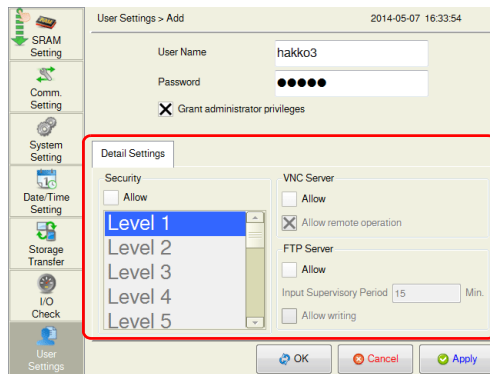 User Settings > Add
2014-05-07 16:33:54
SRAM
Setting
Comm.
Setting
System
Setting
Date/Time
Setting
Storage
Transfer
I/O
Check
User
Settings
User Name
hakko3
Password
●●●●●
Grant administrator privileges
Detail Settings
Security
Allow
Level 1
Level 2
Level 3
Level 4
Level 5
VNC Server
Allow
Allow remote operation
FTP Server
Allow
Input Supervisory Period 15 Min.
Allow writing
OK
Cancel
Apply